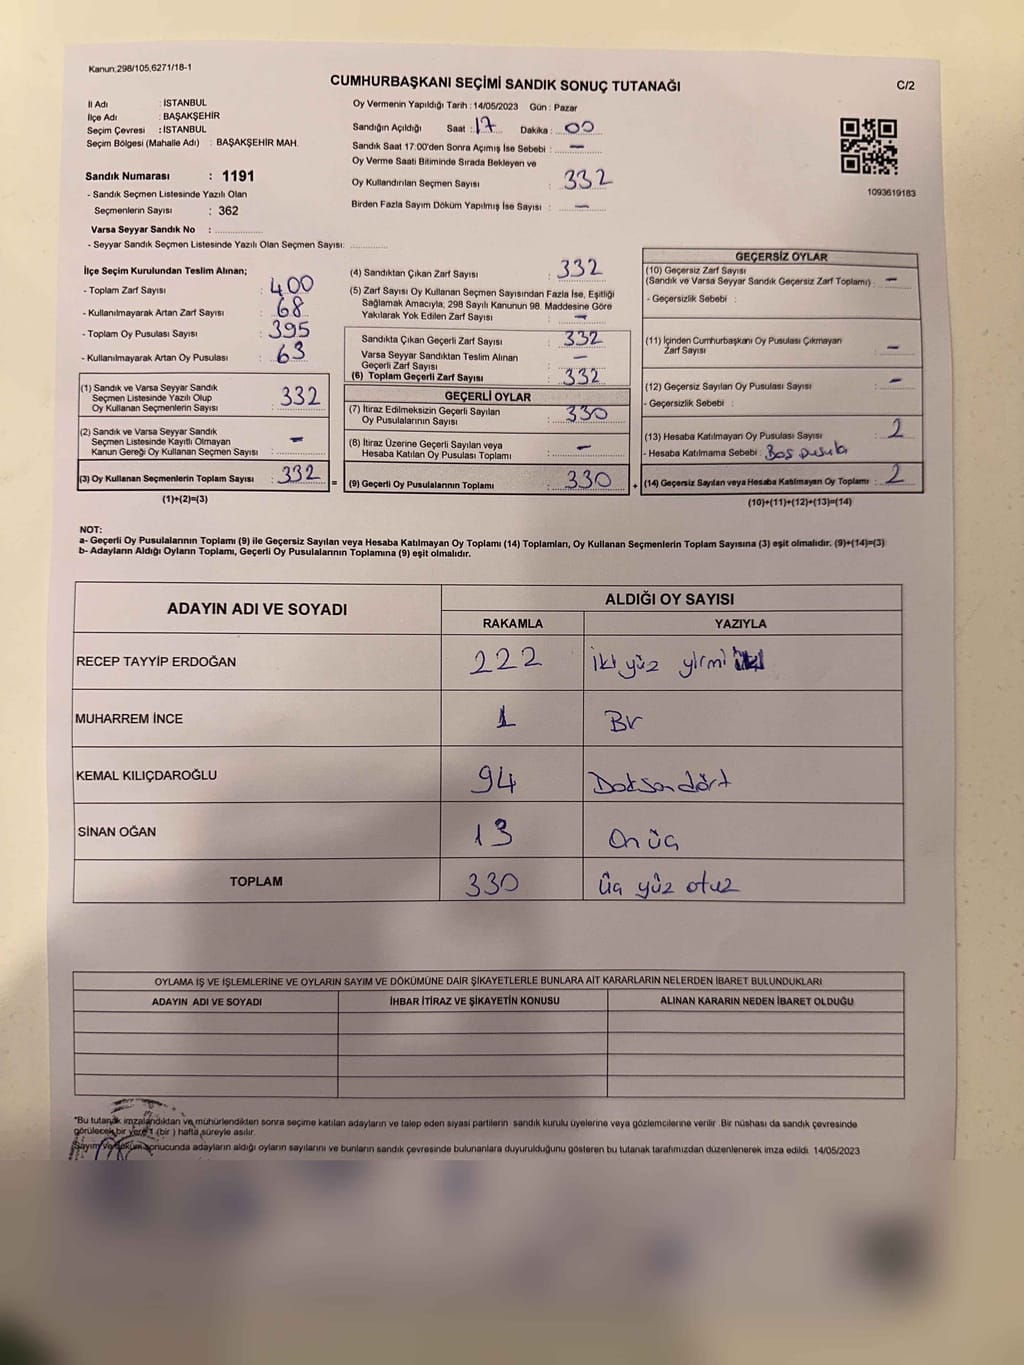 Kanun:298/105,6271/18-1
CUMHURBAŞKANI SEÇİMİ SANDIK SONUÇ TUTANAĞI
C/2
İl Adı : İSTANBUL
İlçe Adı : BAŞAKŞEHİR
Seçim Çevresi : İSTANBUL
Seçim Bölgesi (Mahalle Adı) : BAŞAKŞEHİR MAH.
Sandık Numarası : 1191
- Sandık Seçmen Listesinde Yazılı Olan
Seçmenlerin Sayısı : 362
Varsa Seyyar Sandık No :
- Seyyar Sandık Seçmen Listesinde Yazılı Olan Seçmen Sayısı:
Oy Vermenin Yapıldığı Tarih : 14/05/2023 Gün : Pazar
Sandığın Açıldığı Saat : 17 Dakika : 00
Sandık Saat 17:00'den Sonra Açımış İse Sebebi : —
Oy Verme Saati Bitiminde Sırada Bekleyen ve
Oy Kullandırılan Seçmen Sayısı : 332
Birden Fazla Sayım Döküm Yapılmış İse Sayısı : —
1093619183
İlçe Seçim Kurulundan Teslim Alınan;
- Toplam Zarf Sayısı : 400
- Kullanılmayarak Artan Zarf Sayısı : 68
- Toplam Oy Pusulası Sayısı : 395
- Kullanılmayarak Artan Oy Pusulası : 63
(1) Sandık ve Varsa Seyyar Sandık
Seçmen Listesinde Yazılı Olup
Oy Kullanan Seçmenlerin Sayısı : 332
(2) Sandık ve Varsa Seyyar Sandık
Seçmen Listesinde Kayıtlı Olmayan
Kanun Gereği Oy Kullanan Seçmen Sayısı : —
(3) Oy Kullanan Seçmenlerin Toplam Sayısı : 332
(1)+(2)=(3)
(4) Sandıktan Çıkan Zarf Sayısı : 332
(5) Zarf Sayısı Oy Kullanan Seçmen Sayısından Fazla İse, Eşitliği
Sağlamak Amacıyla, 298 Sayılı Kanunun 98. Maddesine Göre
Yakılarak Yok Edilen Zarf Sayısı : —
Sandıkta Çıkan Geçerli Zarf Sayısı : 332
Varsa Seyyar Sandıktan Teslim Alınan
Geçerli Zarf Sayısı : —
(6) Toplam Geçerli Zarf Sayısı : 332
=
GEÇERLİ OYLAR
(7) İtiraz Edilmeksizin Geçerli Sayılan
Oy Pusulalarının Sayısı : 330
(8) İtiraz Üzerine Geçerli Sayılan veya
Hesaba Katılan Oy Pusulası Toplamı : —
(9) Geçerli Oy Pusulalarının Toplamı : 330
+
GEÇERSİZ OYLAR
(10) Geçersiz Zarf Sayısı
(Sandık ve Varsa Seyyar Sandık Geçersiz Zarf Toplamı) : —
- Geçersizlik Sebebi :
(11) İçinden Cumhurbaşkanı Oy Pusulası Çıkmayan
Zarf Sayısı : —
(12) Geçersiz Sayılan Oy Pusulası Sayısı : —
- Geçersizlik Sebebi :
(13) Hesaba Katılmayan Oy Pusulası Sayısı : 2
- Hesaba Katılmama Sebebi : Boş pusula
(14) Geçersiz Sayılan veya Hesaba Katılmayan Oy Toplamı : 2
(10)+(11)+(12)+(13)=(14)
NOT:
a- Geçerli Oy Pusulalarının Toplamı (9) ile Geçersiz Sayılan veya Hesaba Katılmayan Oy Toplamı (14) Toplamları, Oy Kullanan Seçmenlerin Toplam Sayısına (3) eşit olmalıdır. (9)+(14)=(3)
b- Adayların Aldığı Oyların Toplamı, Geçerli Oy Pusulalarının Toplamına (9) eşit olmalıdır.
ADAYIN ADI VE SOYADI
ALDIĞI OY SAYISI
RAKAMLA YAZIYLA
RECEP TAYYİP ERDOĞAN 222 iki yüz yirmi iki
MUHARREM İNCE 1 Bir
KEMAL KILIÇDAROĞLU 94 Doksan dört
SİNAN OĞAN 13 On üç
TOPLAM 330 üç yüz otuz
OYLAMA İŞ VE İŞLEMLERİNE VE OYLARIN SAYIM VE DÖKÜMÜNE DAİR ŞİKAYETLERLE BUNLARA AİT KARARLARIN NELERDEN İBARET BULUNDUKLARI
ADAYIN ADI VE SOYADI İHBAR İTİRAZ VE ŞİKAYETİN KONUSU ALINAN KARARIN NEDEN İBARET OLDUĞU
*Bu tutanak imzalandıktan ve mühürlendikten sonra seçime katılan adayların ve talep eden siyasi partilerin sandık kurulu üyelerine veya gözlemcilerine verilir. Bir nüshası da sandık çevresinde
görülecek bir yere 1 (bir ) hafta süreyle asılır.
Sayım ve döküm sonucunda adayların aldığı oyların sayılarını ve bunların sandık çevresinde bulunanlara duyurulduğunu gösteren bu tutanak tarafımızdan düzenlenerek imza edildi. 14/05/2023